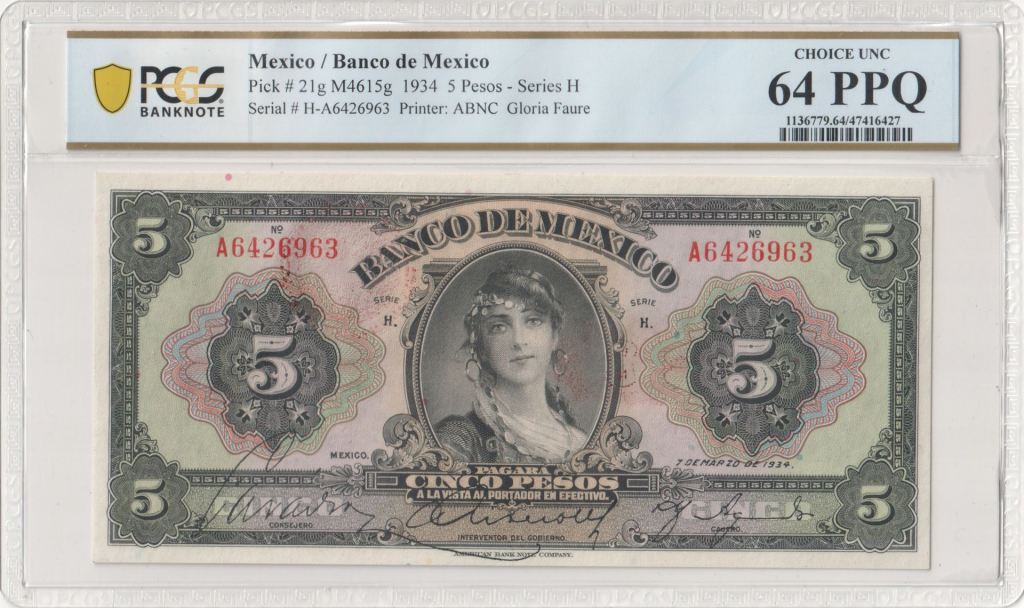 PCGS
BANKNOTE
Mexico / Banco de Mexico
Pick # 21g M4615g 1934 5 Pesos - Series H
Serial # H-A6426963 Printer: ABNC Gloria Faure
CHOICE UNC
64 PPQ
1136779.64/47416427
5
BANCO DE MEXICO
5
Nº
A6426963
Nº
A6426963
SERIE
H.
SERIE
H.
5
5
MEXICO.
7 DE MARZO DE 1934.
PAGARÁ
CINCO PESOS
A LA VISTA AL PORTADOR EN EFECTIVO.
5
5
CONSEJERO
INTERVENTOR DEL GOBIERNO.
CAJERO.
AMERICAN BANK NOTE COMPANY.